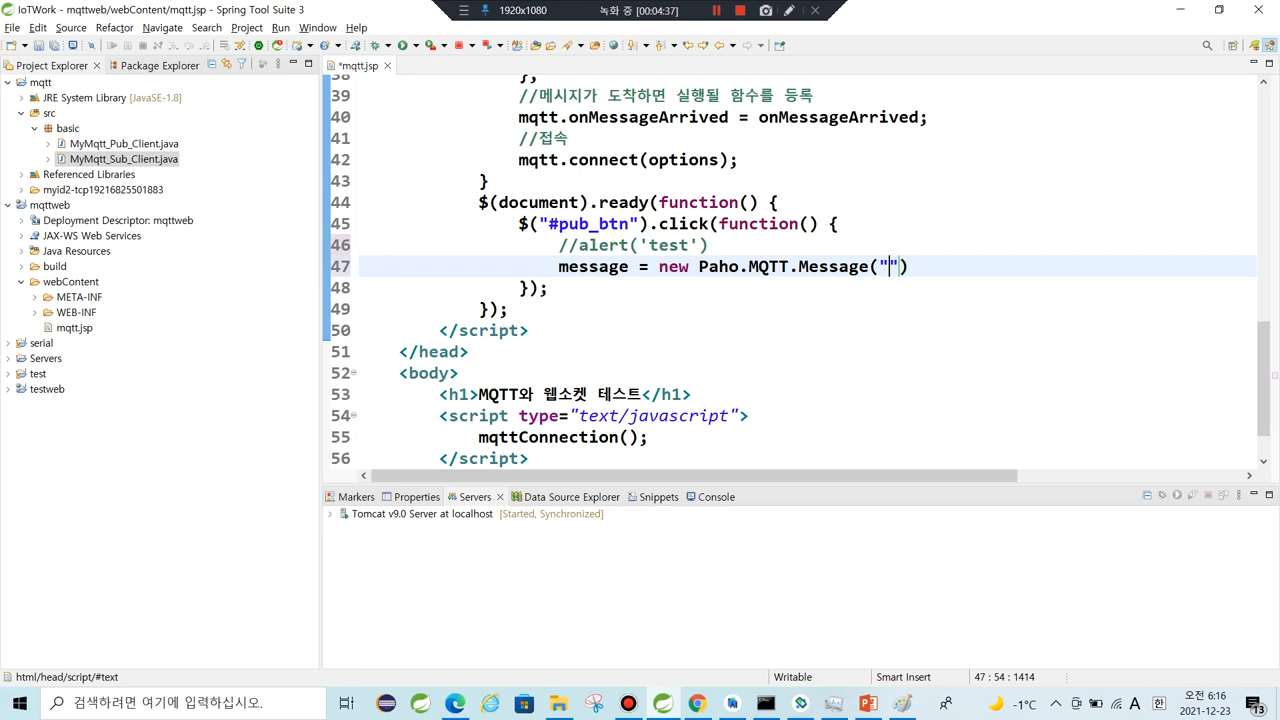 IoTWork - mqttweb/webContent/mqtt.jsp - Spring Tool Suite 3
1920x1080
녹화 중 [00:04:37]
File Edit Source Refactor Navigate Search Project Run Window Help
Project Explorer
Package Explorer
*mqtt.jsp
mqtt
JRE System Library [JavaSE-1.8]
src
basic
MyMqtt_Pub_Client.java
MyMqtt_Sub_Client.java
Referenced Libraries
myid2-tcp19216825501883
mqttweb
Deployment Descriptor: mqttweb
JAX-WS Web Services
Java Resources
build
webContent
META-INF
WEB-INF
mqtt.jsp
serial
Servers
test
testweb
38 };
39 //메시지가 도착하면 실행될 함수를 등록
40 mqtt.onMessageArrived = onMessageArrived;
41 //접속
42 mqtt.connect(options);
43 }
44 $(document).ready(function() {
45 $("#pub_btn").click(function() {
46 //alert('test')
47 message = new Paho.MQTT.Message("")
48 });
49 });
50 </script>
51 </head>
52 <body>
53 <h1>MQTT와 웹소켓 테스트</h1>
54 <script type="text/javascript">
55 mqttConnection();
56 </script>
Markers Properties Servers Data Source Explorer Snippets Console
Tomcat v9.0 Server at localhost [Started, Synchronized]
html/head/script/#text
Writable
Smart Insert
47 : 54 : 1414
검색하려면 여기에 입력하십시오.
-1°C
A
한
오전 6:16
2021-12-23
13